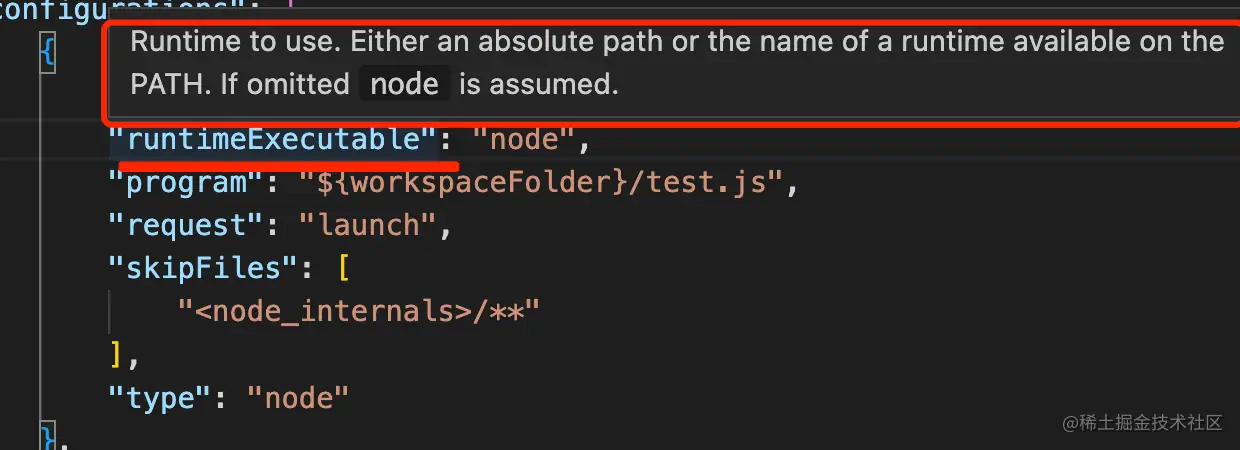 configurations": [
{
Runtime to use. Either an absolute path or the name of a runtime available on the
PATH. If omitted node is assumed.
"runtimeExecutable": "node",
"program": "${workspaceFolder}/test.js",
"request": "launch",
"skipFiles": [
"<node_internals>/**"
],
"type": "node"
},
@稀土掘金技术社区